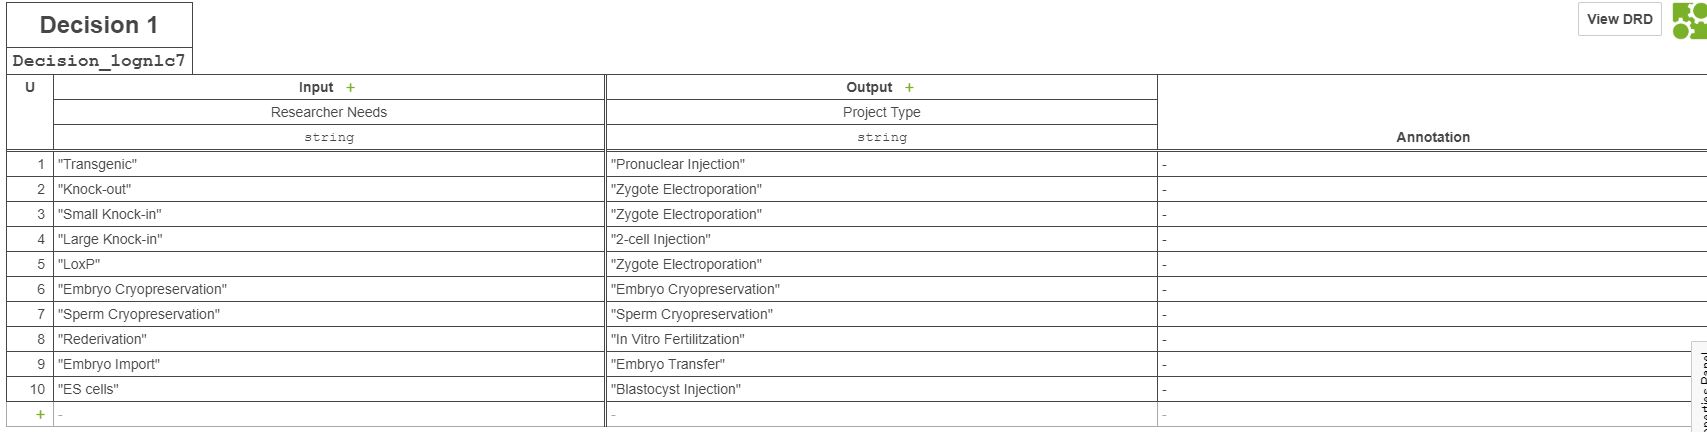 Decision 1
View DRD
Decision_1ognlc7
U Input + Output +
Researcher Needs Project Type
string string Annotation
1 "Transgenic" "Pronuclear Injection" -
2 "Knock-out" "Zygote Electroporation" -
3 "Small Knock-in" "Zygote Electroporation" -
4 "Large Knock-in" "2-cell Injection" -
5 "LoxP" "Zygote Electroporation" -
6 "Embryo Cryopreservation" "Embryo Cryopreservation" -
7 "Sperm Cryopreservation" "Sperm Cryopreservation" -
8 "Rederivation" "In Vitro Fertilitzation" -
9 "Embryo Import" "Embryo Transfer" -
10 "ES cells" "Blastocyst Injection" -
+ - - -
Panel